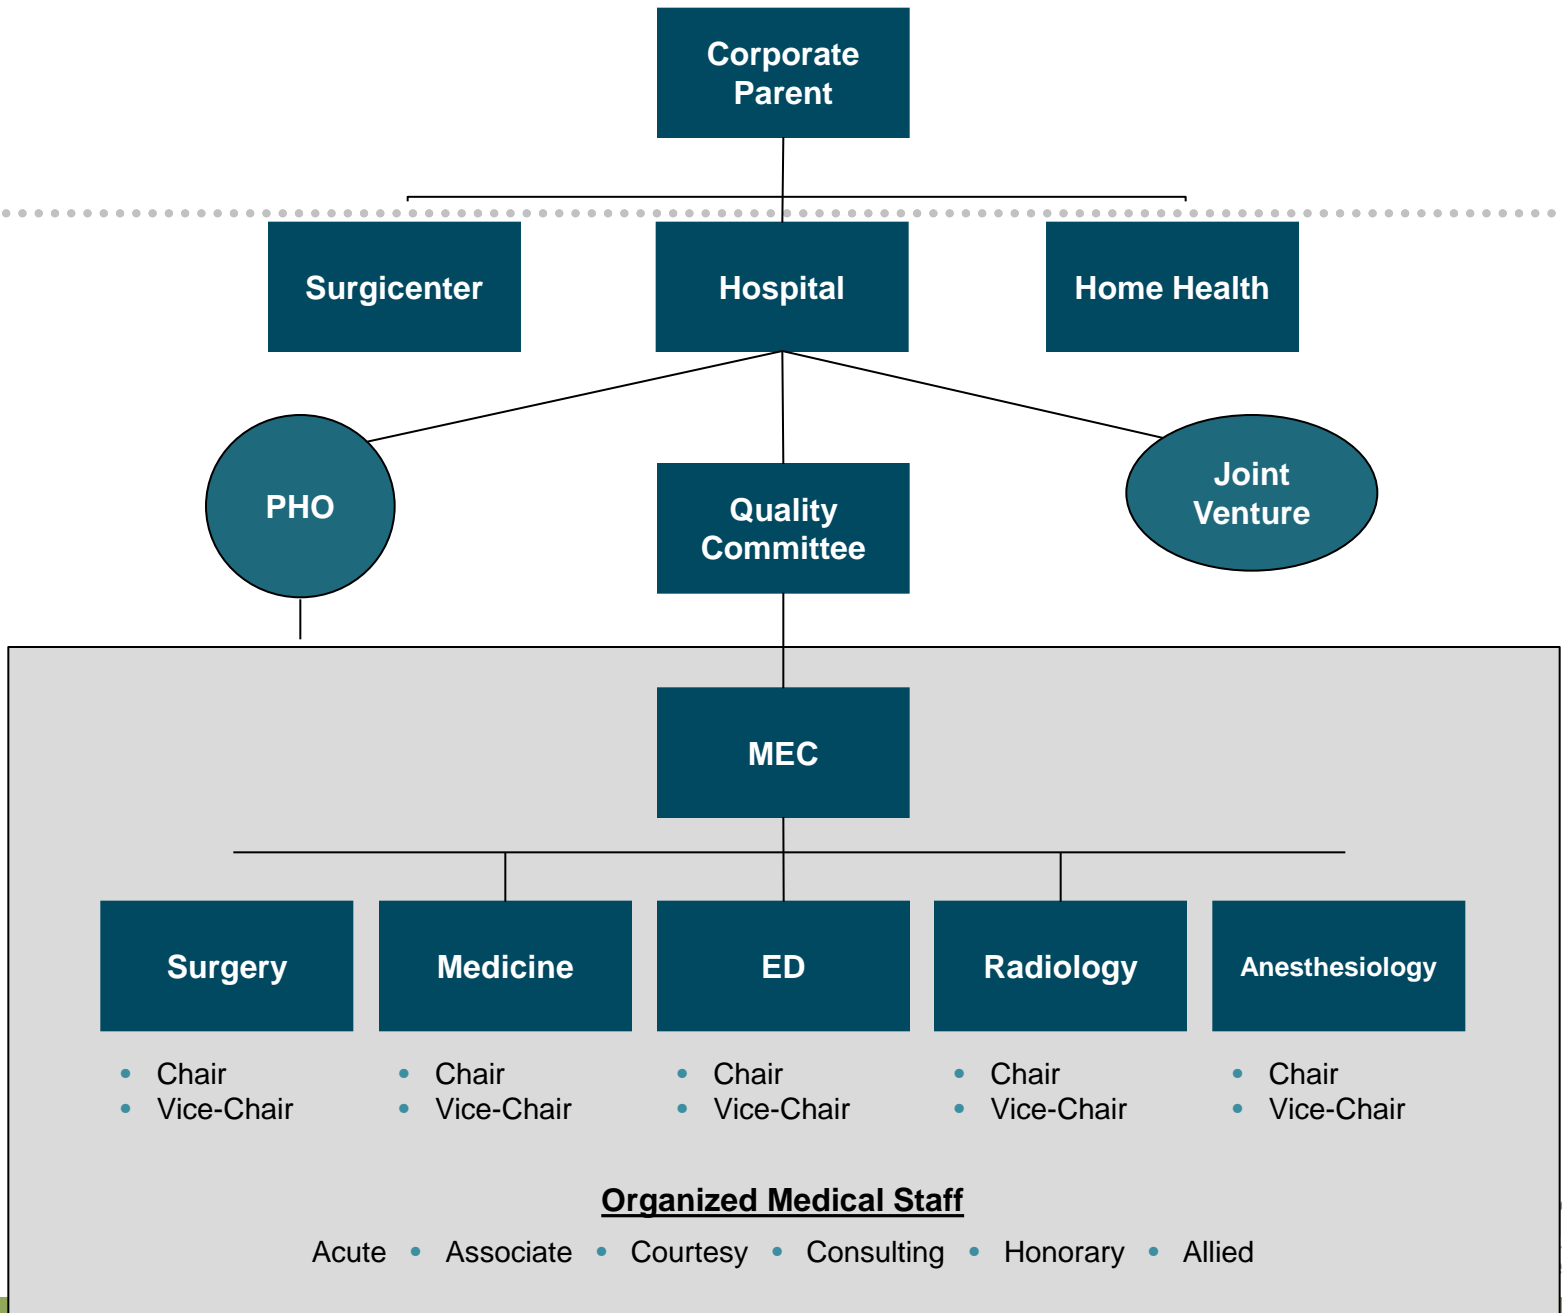 Corporate
Parent
Surgicenter
Hospital
Home Health
PHO
Quality
Committee
Joint
Venture
MEC
Surgery
Medicine
ED
Radiology
Anesthesiology
• Chair
• Vice-Chair
• Chair
• Vice-Chair
• Chair
• Vice-Chair
• Chair
• Vice-Chair
• Chair
• Vice-Chair
Organized Medical Staff
Acute • Associate • Courtesy • Consulting • Honorary • Allied